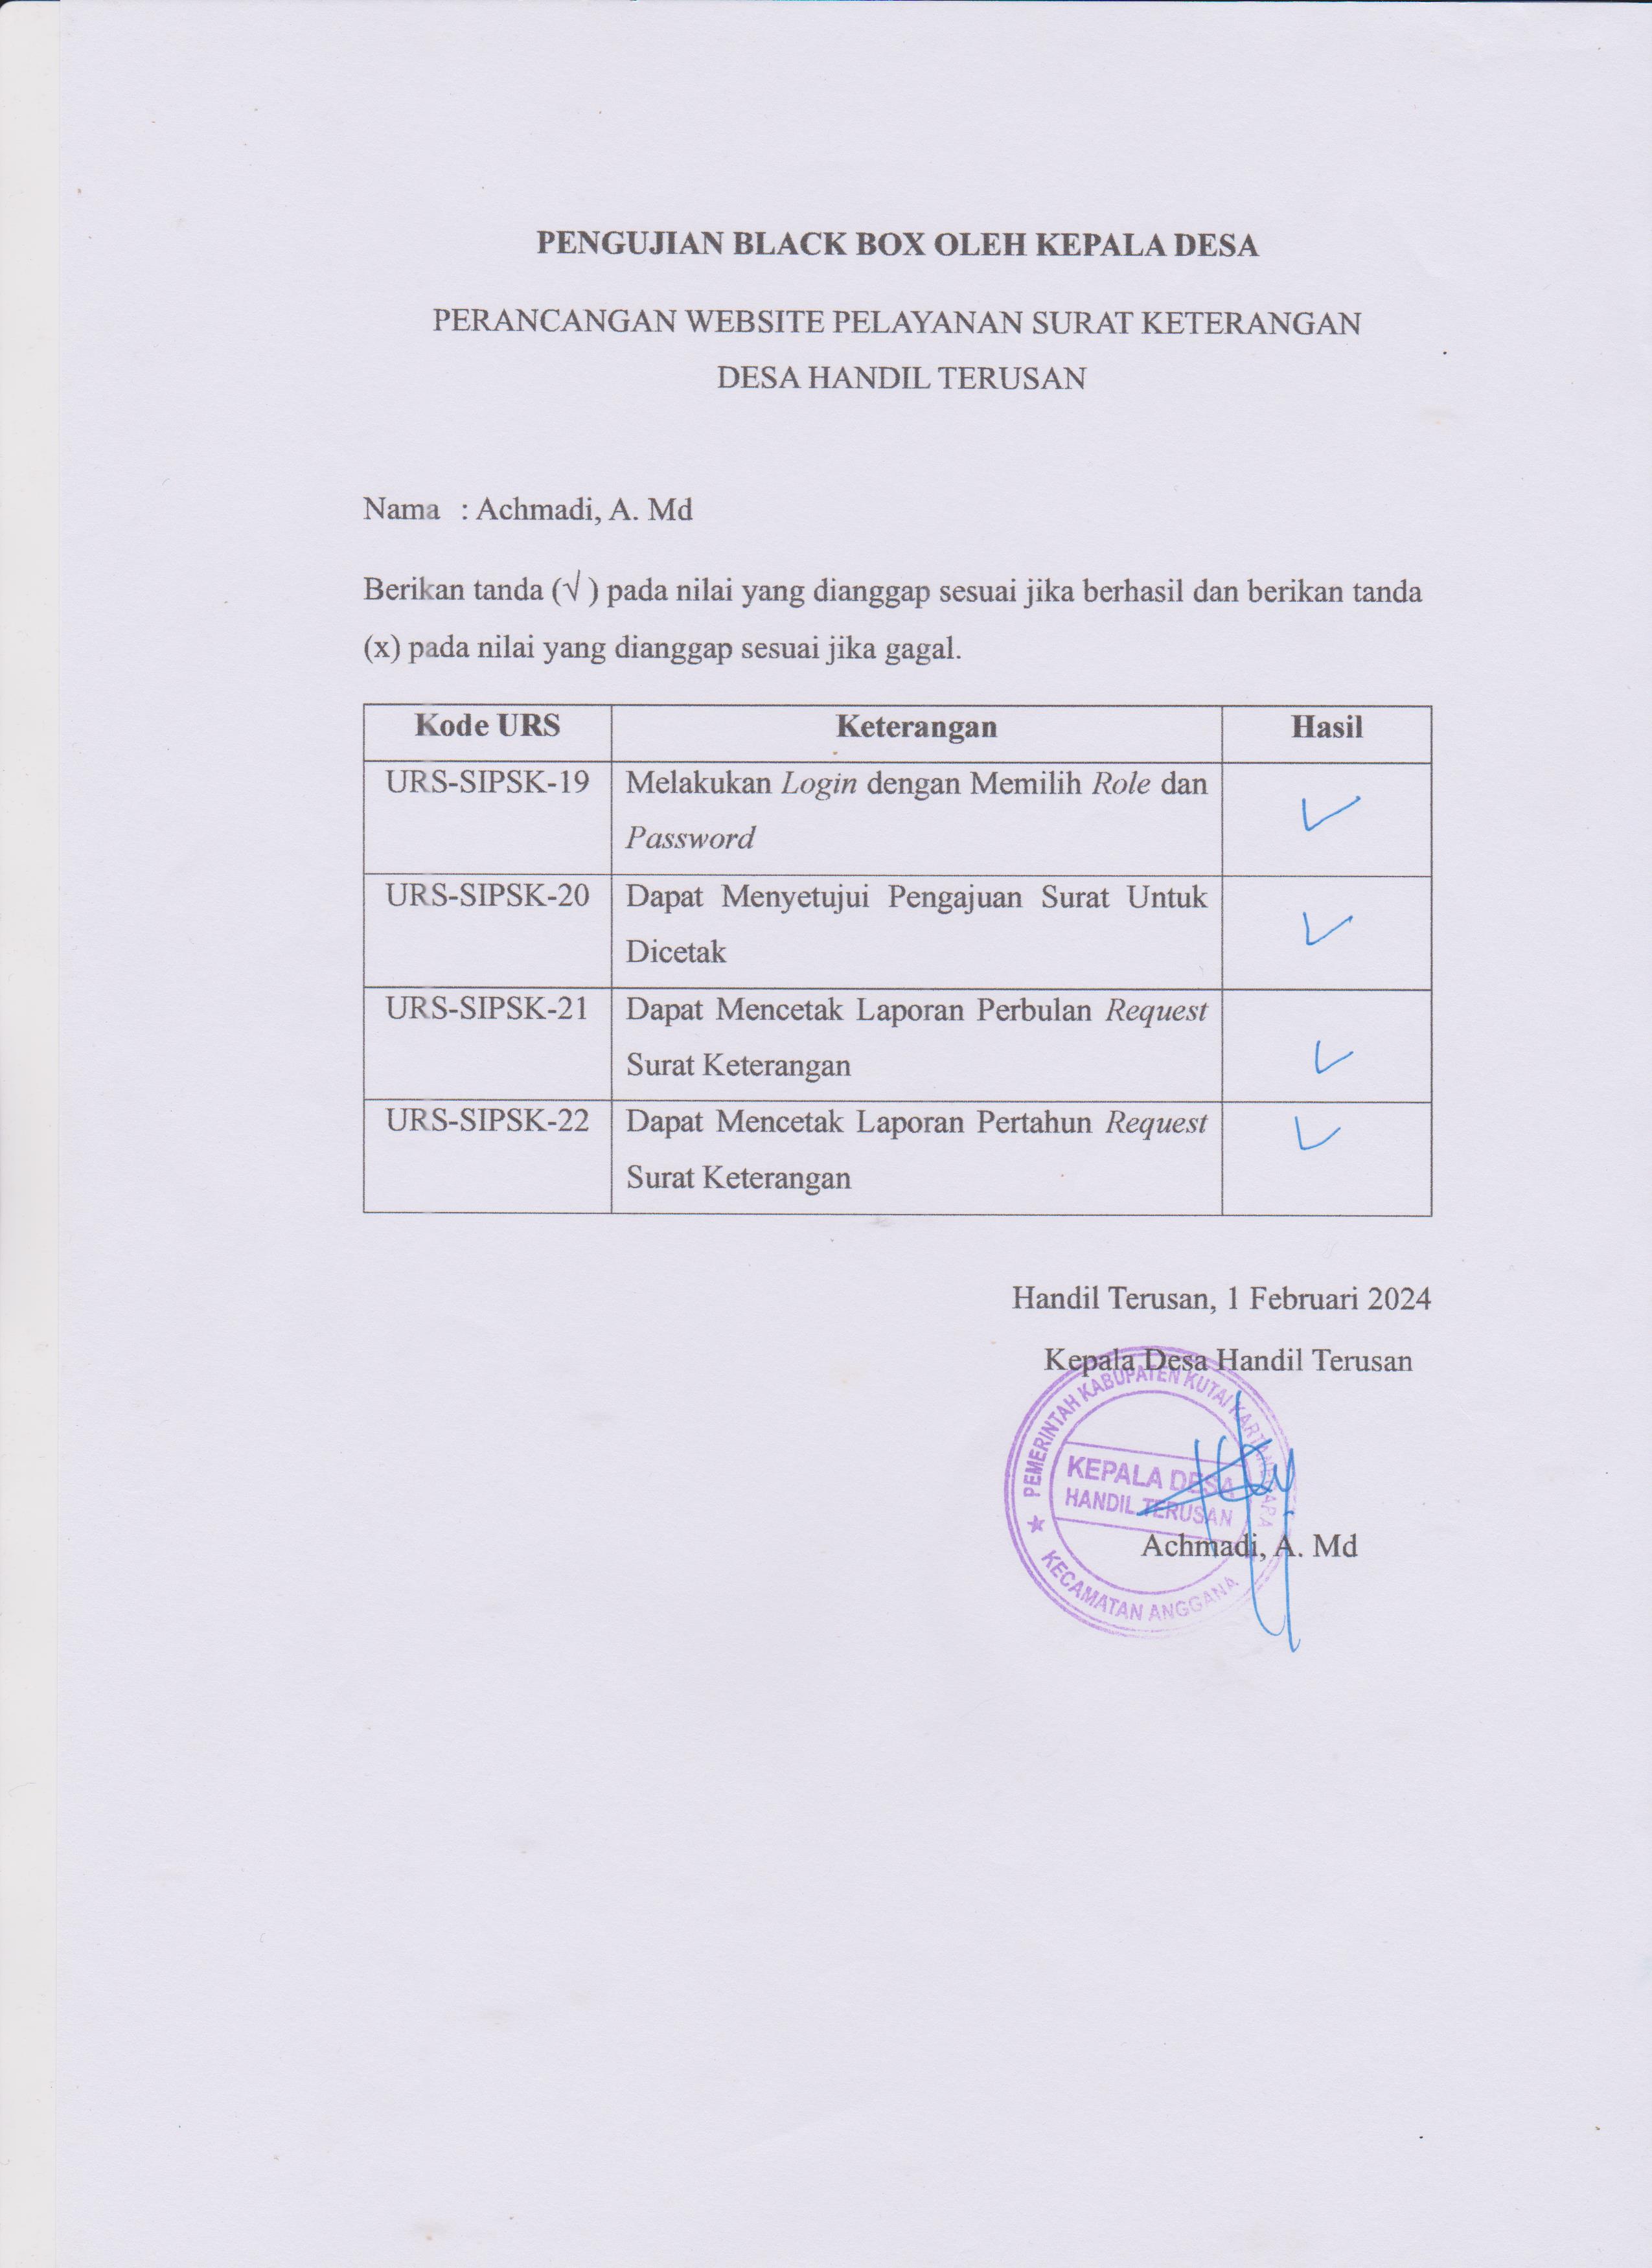 PENGUJIAN BLACK BOX OLEH KEPALA DESA
PERANCANGAN WEBSITE PELAYANAN SURAT KETERANGAN
DESA HANDIL TERUSAN
Nama : Achmadi, A. Md
Berikan tanda (√ ) pada nilai yang dianggap sesuai jika berhasil dan berikan tanda
(x) pada nilai yang dianggap sesuai jika gagal.
Kode URS Keterangan Hasil
URS-SIPSK-19 Melakukan Login dengan Memilih Role dan ✓
Password
URS-SIPSK-20 Dapat Menyetujui Pengajuan Surat Untuk ✓
Dicetak
URS-SIPSK-21 Dapat Mencetak Laporan Perbulan Request ✓
Surat Keterangan
URS-SIPSK-22 Dapat Mencetak Laporan Pertahun Request ✓
Surat Keterangan
Handil Terusan, 1 Februari 2024
Kepala Desa Handil Terusan
PEMERINTAH KABUPATEN KUTAI KARTANEGARA
KEPALA DESA
HANDIL TERUSAN
KECAMATAN ANGGANA
Achmadi, A. Md